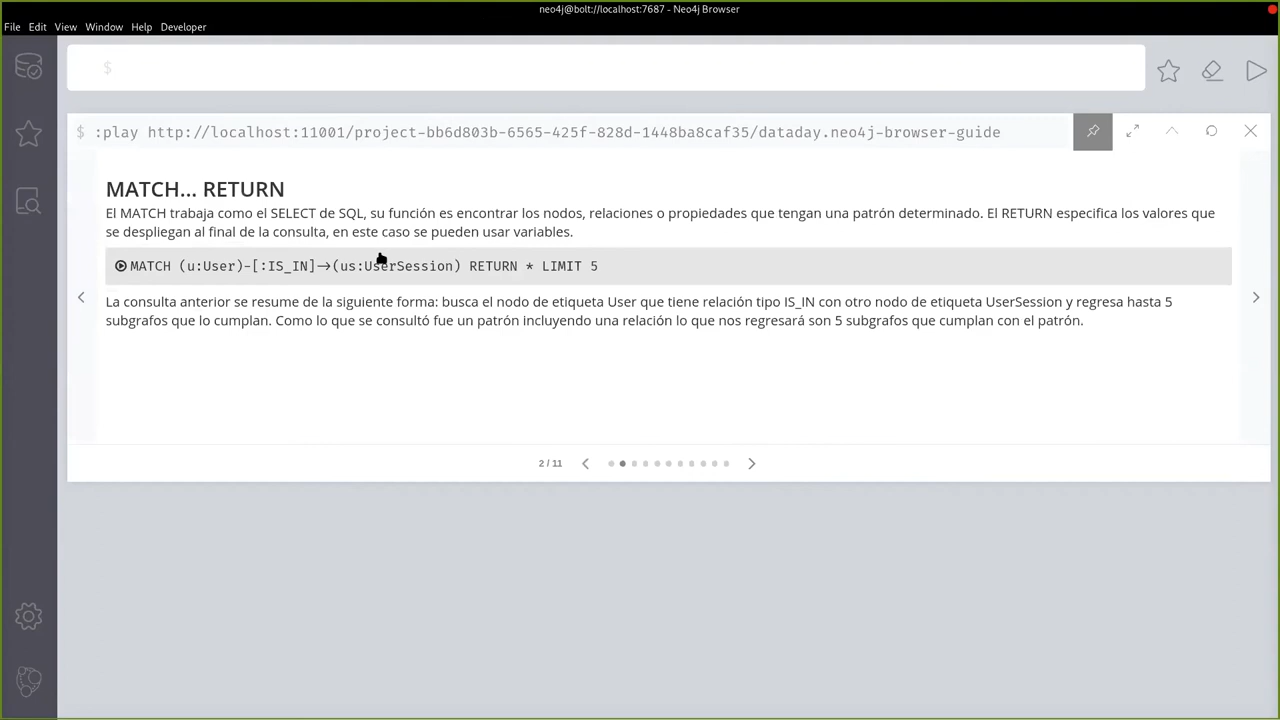 neo4j@bolt://localhost:7687 - Neo4j Browser
File Edit View Window Help Developer
$
$ :play http://localhost:11001/project-bb6d803b-6565-425f-828d-1448ba8caf35/dataday.neo4j-browser-guide
MATCH... RETURN
El MATCH trabaja como el SELECT de SQL, su función es encontrar los nodos, relaciones o propiedades que tengan una patrón determinado. El RETURN especifica los valores que
se despliegan al final de la consulta, en este caso se pueden usar variables.
MATCH (u:User)-[:IS_IN]->(us:UserSession) RETURN * LIMIT 5
La consulta anterior se resume de la siguiente forma: busca el nodo de etiqueta User que tiene relación tipo IS_IN con otro nodo de etiqueta UserSession y regresa hasta 5
subgrafos que lo cumplan. Como lo que se consultó fue un patrón incluyendo una relación lo que nos regresará son 5 subgrafos que cumplan con el patrón.
2 / 11